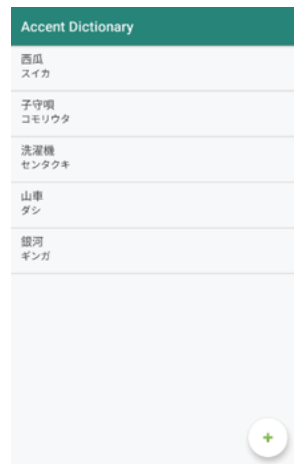 Accent Dictionary
西瓜
スイカ
子守唄
コモリウタ
洗濯機
センタクキ
山車
ダシ
銀河
ギンガ
+